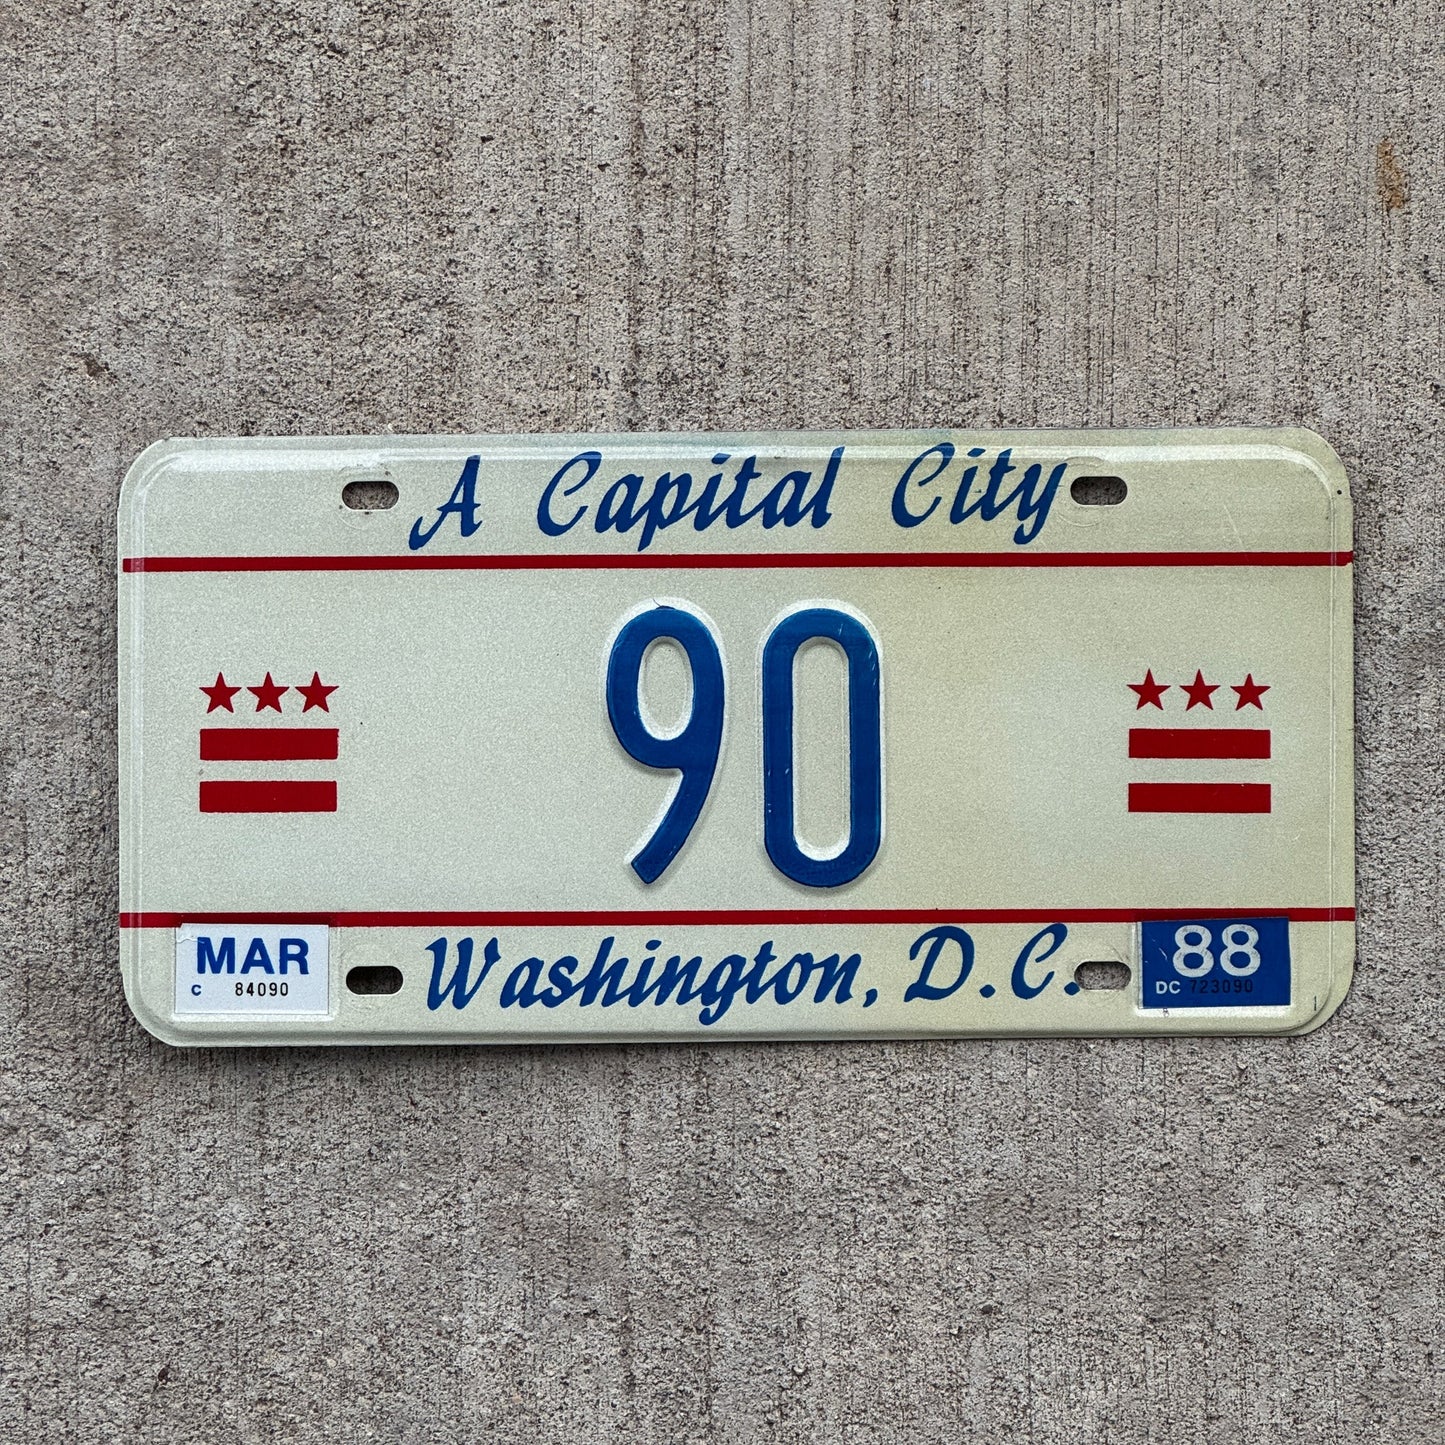 A Capital City
90
MAR
C 84090
Washington, D.C.
88
DC 723090